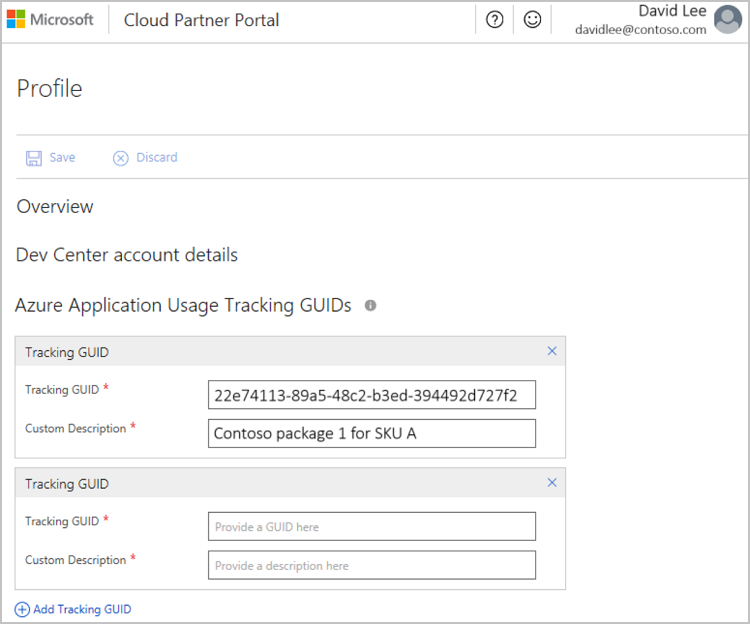 Microsoft Cloud Partner Portal
David Lee
davidlee@contoso.com
Profile
Save Discard
Overview
Dev Center account details
Azure Application Usage Tracking GUIDs
Tracking GUID
Tracking GUID * 22e74113-89a5-48c2-b3ed-394492d727f2
Custom Description * Contoso package 1 for SKU A
Tracking GUID
Tracking GUID * Provide a GUID here
Custom Description * Provide a description here
Add Tracking GUID